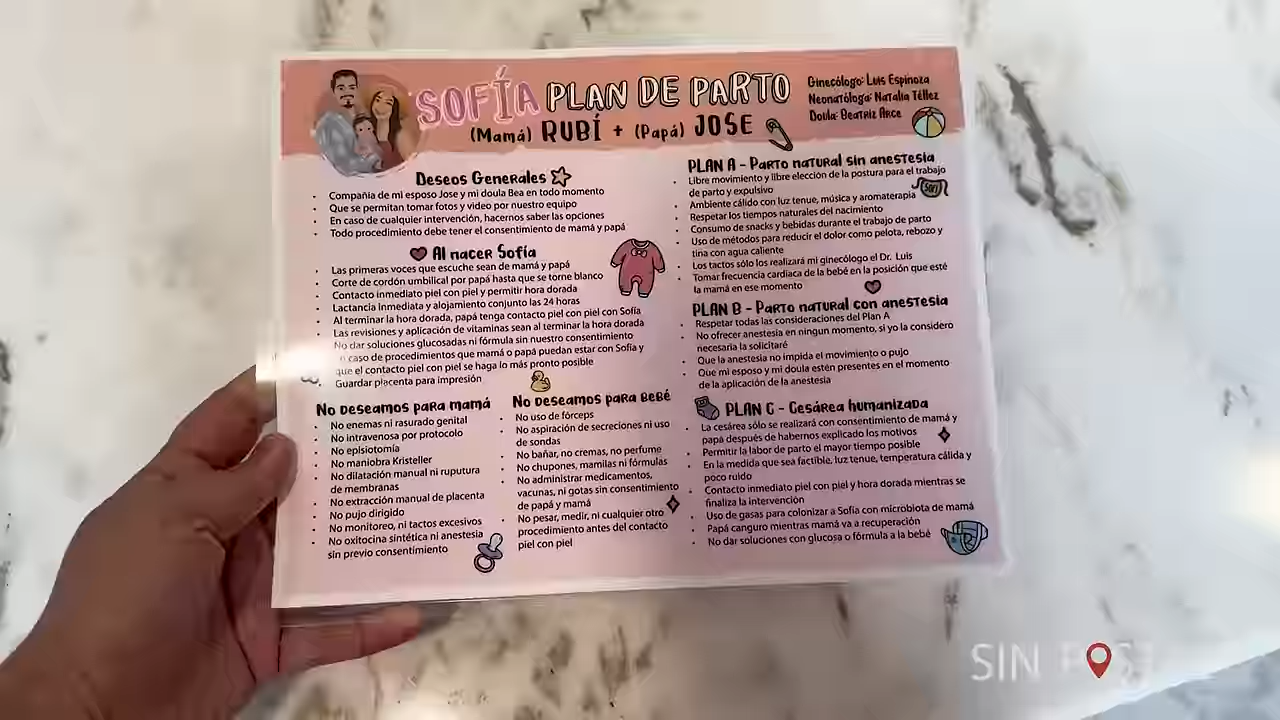 SOFÍA PLAN DE PARTO
(Mamá) RUBÍ + (Papá) JOSE
Ginecólogo: Luis Espinoza
Neonatóloga: Natalia Téllez
Doula: Beatriz Arce
Deseos Generales
Compañia de mi esposo Jose y mi doula Bea en todo momento
Que se permitan tomar fotos y video por nuestro equipo
En caso de cualquier intervención, hacernos saber las opciones
Todo procedimiento debe tener el consentimiento de mamá y papá
Al nacer Sofía
Las primeras voces que escuche sean de mamá y papá
Corte de cordón umbilical por papá hasta que se torne blanco
Contacto inmediato piel con piel y permitir hora dorada
Lactancia inmediata y alojamiento conjunto las 24 horas
Al terminar la hora dorada, papá tenga contacto piel con piel con Sofía
Las revisiones y aplicación de vitaminas sean al terminar la hora dorada
No dar soluciones glucosadas ni fórmula sin nuestro consentimiento
n caso de procedimientos que mamá o papá puedan estar con Sofía y
que el contacto piel con piel se haga lo más pronto posible
Guardar placenta para impresión
No deseamos para mamá
No enemas ni rasurado genital
No intravenosa por protocolo
No episiotomía
No maniobra Kristeller
No dilatación manual ni ruputura
de membranas
No extracción manual de placenta
No pujo dirigido
No monitoreo, ni tactos excesivos
No oxitocina sintética ni anestesia
sin previo consentimiento
No deseamos para bebé
No uso de fórceps
No aspiración de secreciones ni uso
de sondas
No bañar, no cremas, no perfume
No chupones, mamilas ni fórmulas
No administrar medicamentos,
vacunas, ni gotas sin consentimiento
de papá y mamá
No pesar, medir, ni cualquier otro
procedimiento antes del contacto
piel con piel
PLAN A - Parto natural sin anestesia
Libre movimiento y libre elección de la postura para el trabajo
de parto y expulsivo
Ambiente cálido con luz tenue, música y aromaterapia
Respetar los tiempos naturales del nacimiento
Consumo de snacks y bebidas durante el trabajo de parto
Uso de métodos para reducir el dolor como pelota, rebozo y
tina con agua caliente
Los tactos sólo los realizará mi ginecólogo el Dr. Luis
Tomar frecuencia cardiaca de la bebé en la posición que esté
la mamá en ese momento
PLAN B - Parto natural con anestesia
Respetar todas las consideraciones del Plan A
No ofrecer anestesia en ningun momento, si yo la considero
necesaria la solicitaré
Que la anestesia no impida el movimiento o pujo
Que mi esposo y mi doula estén presentes en el momento
de la aplicación de la anestesia
PLAN C - Cesárea humanizada
La cesárea sólo se realizará con consentimiento de mamá y
papá después de habernos explicado los motivos
Permitir la labor de parto el mayor tiempo posible
En la medida que sea factible, luz tenue, temperatura cálida y
poco ruido
Contacto inmediato piel con piel y hora dorada mientras se
finaliza la intervención
Uso de gasas para colonizar a Sofía con microbiota de mamá
Papá canguro mientras mamá va a recuperación
No dar soluciones con glucosa o fórmula a la bebé
SIN